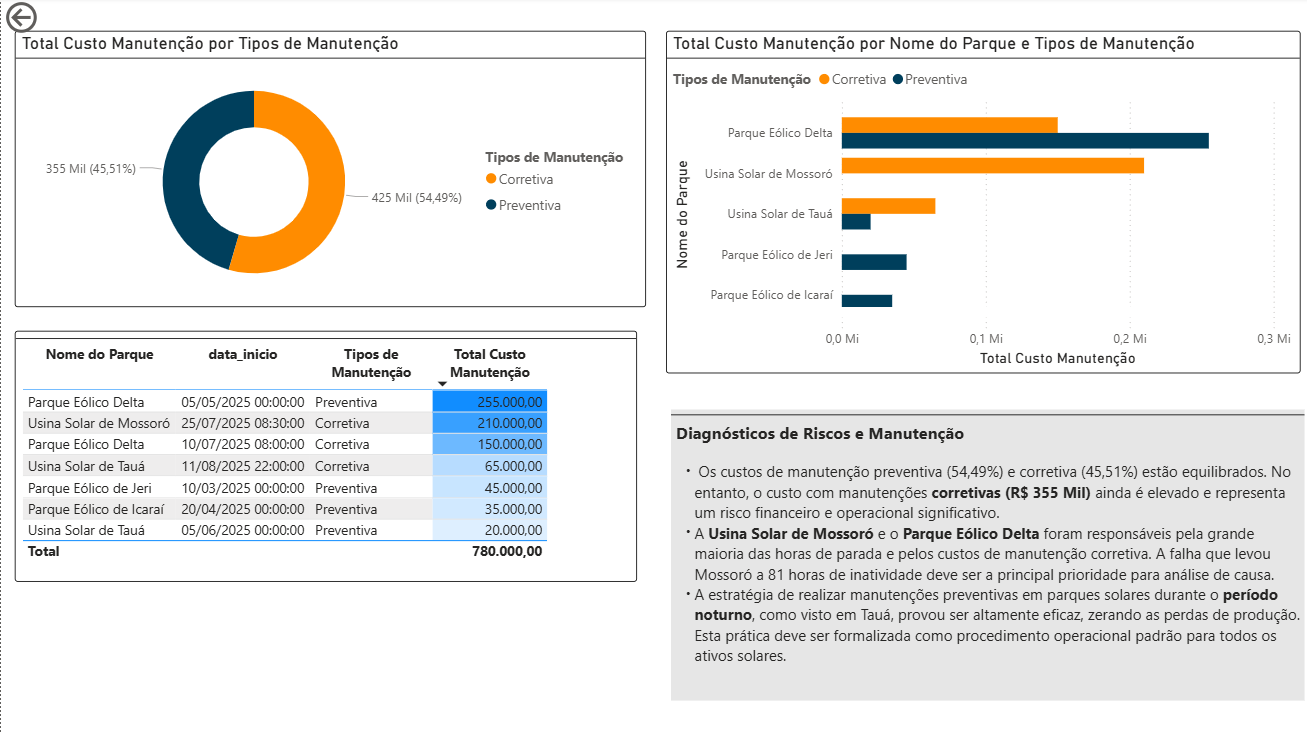 Total Custo Manutenção por Tipos de Manutenção
355 Mil (45,51%)
425 Mil (54,49%)
Tipos de Manutenção
Corretiva
Preventiva
Total Custo Manutenção por Nome do Parque e Tipos de Manutenção
Tipos de Manutenção Corretiva Preventiva
Nome do Parque
Parque Eólico Delta
Usina Solar de Mossoró
Usina Solar de Tauá
Parque Eólico de Jeri
Parque Eólico de Icaraí
0,0 Mi 0,1 Mi 0,2 Mi 0,3 Mi
Total Custo Manutenção
Nome do Parque data_inicio Tipos de Manutenção Total Custo Manutenção
Parque Eólico Delta 05/05/2025 00:00:00 Preventiva 255.000,00
Usina Solar de Mossoró 25/07/2025 08:30:00 Corretiva 210.000,00
Parque Eólico Delta 10/07/2025 08:00:00 Corretiva 150.000,00
Usina Solar de Tauá 11/08/2025 22:00:00 Corretiva 65.000,00
Parque Eólico de Jeri 10/03/2025 00:00:00 Preventiva 45.000,00
Parque Eólico de Icaraí 20/04/2025 00:00:00 Preventiva 35.000,00
Usina Solar de Tauá 05/06/2025 00:00:00 Preventiva 20.000,00
Total 780.000,00
Diagnósticos de Riscos e Manutenção
• Os custos de manutenção preventiva (54,49%) e corretiva (45,51%) estão equilibrados. No
entanto, o custo com manutenções corretivas (R$ 355 Mil) ainda é elevado e representa
um risco financeiro e operacional significativo.
• A Usina Solar de Mossoró e o Parque Eólico Delta foram responsáveis pela grande
maioria das horas de parada e pelos custos de manutenção corretiva. A falha que levou
Mossoró a 81 horas de inatividade deve ser a principal prioridade para análise de causa.
• A estratégia de realizar manutenções preventivas em parques solares durante o período
noturno, como visto em Tauá, provou ser altamente eficaz, zerando as perdas de produção.
Esta prática deve ser formalizada como procedimento operacional padrão para todos os
ativos solares.